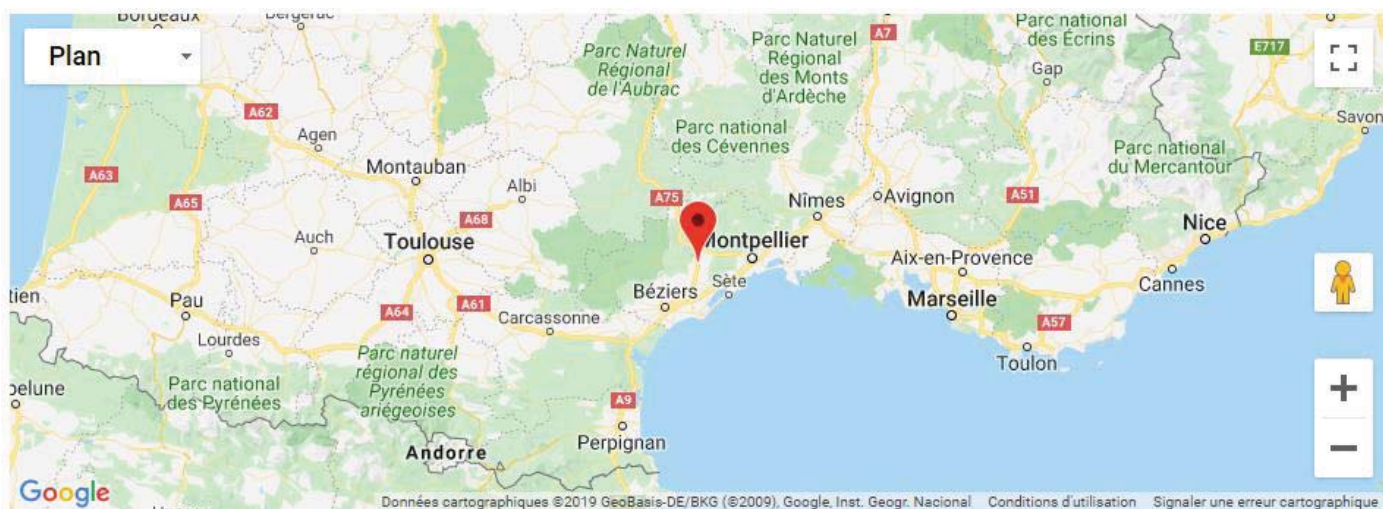 Bordeaux
Bergerac
Plan
Parc Naturel
Régional
de l'Aubrac
Parc Naturel
Régional
des Monts
d'Ardèche
A7
Parc national
des Écrins
E717
Gap
Savon
A62
Agen
Parc national
des Cévennes
Parc national
du Mercantour
A63
Montauban
Albi
A75
Avignon
A51
A65
A68
Nîmes
Auch
Toulouse
Montpellier
Nice
Aix-en-Provence
tien
Pau
A64
A61
Béziers
Sète
Cannes
Marseille
Carcassonne
A57
Lourdes
Toulon
Parc national
des Pyrénées
Parc naturel
régional des
Pyrénées
ariégeoises
pelune
A9
Perpignan
Andorre
Google
Données cartographiques ©2019 GeoBasis-DE/BKG (©2009), Google, Inst. Geogr. Nacional Conditions d'utilisation Signaler une erreur cartographique